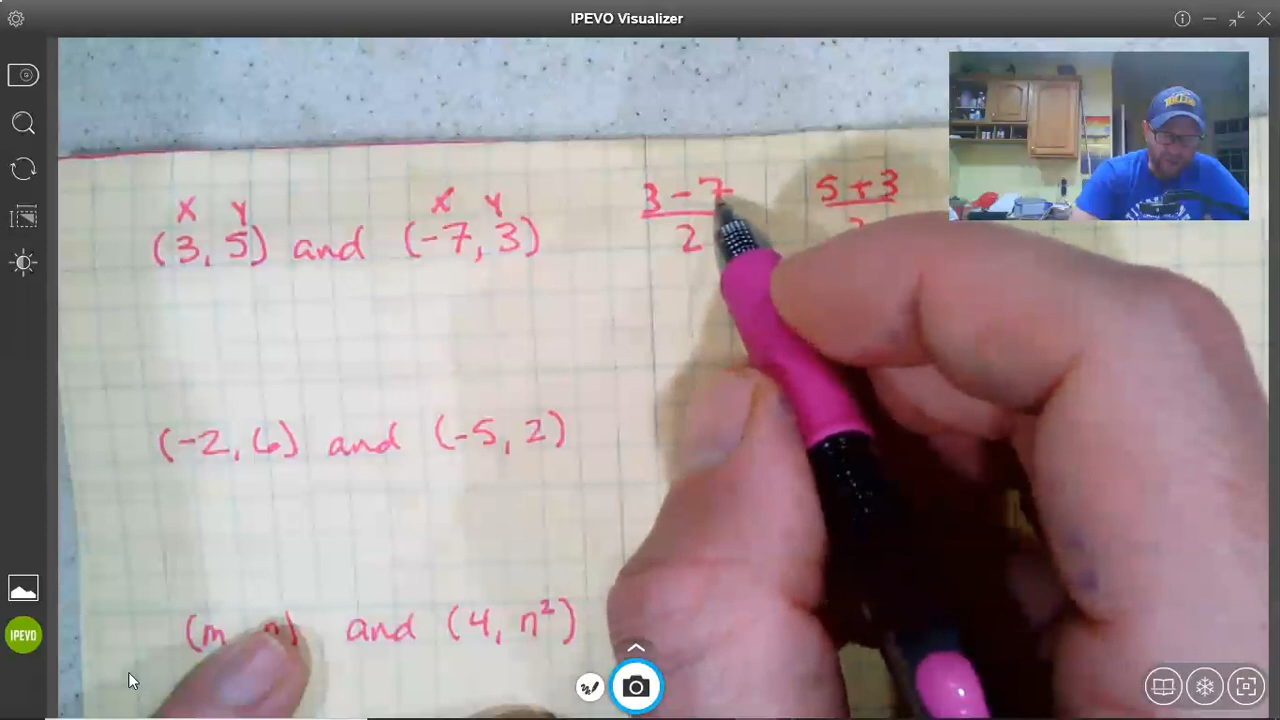 IPEVO Visualizer
X Y X Y
(3, 5) and (-7, 3)
3 - 7
2
5 + 3
(-2, 6) and (-5, 2)
(m, n) and (4, n²)
IPEVO